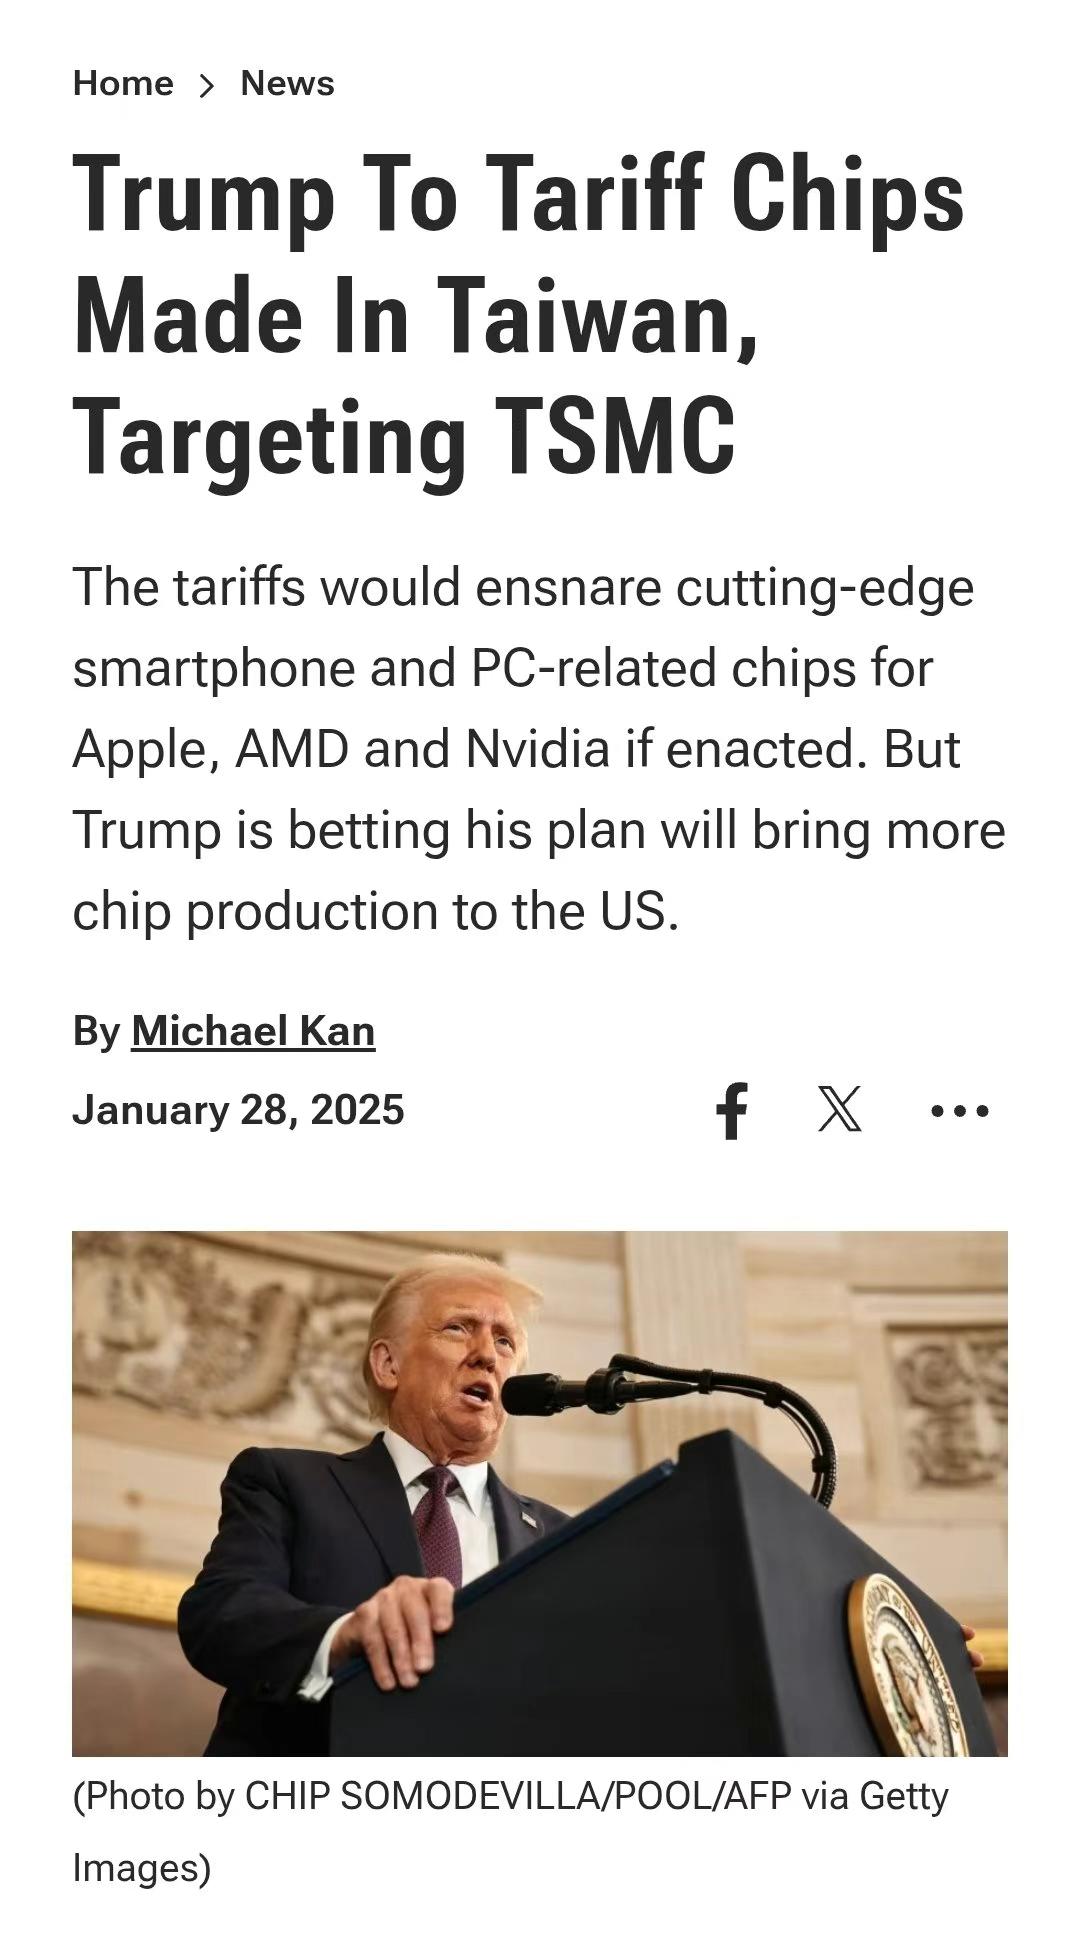 Home > News
Trump To Tariff Chips
Made In Taiwan,
Targeting TSMC
The tariffs would ensnare cutting-edge
smartphone and PC-related chips for
Apple, AMD and Nvidia if enacted. But
Trump is betting his plan will bring more
chip production to the US.
By Michael Kan
January 28, 2025
(Photo by CHIP SOMODEVILLA/POOL/AFP via Getty
Images)